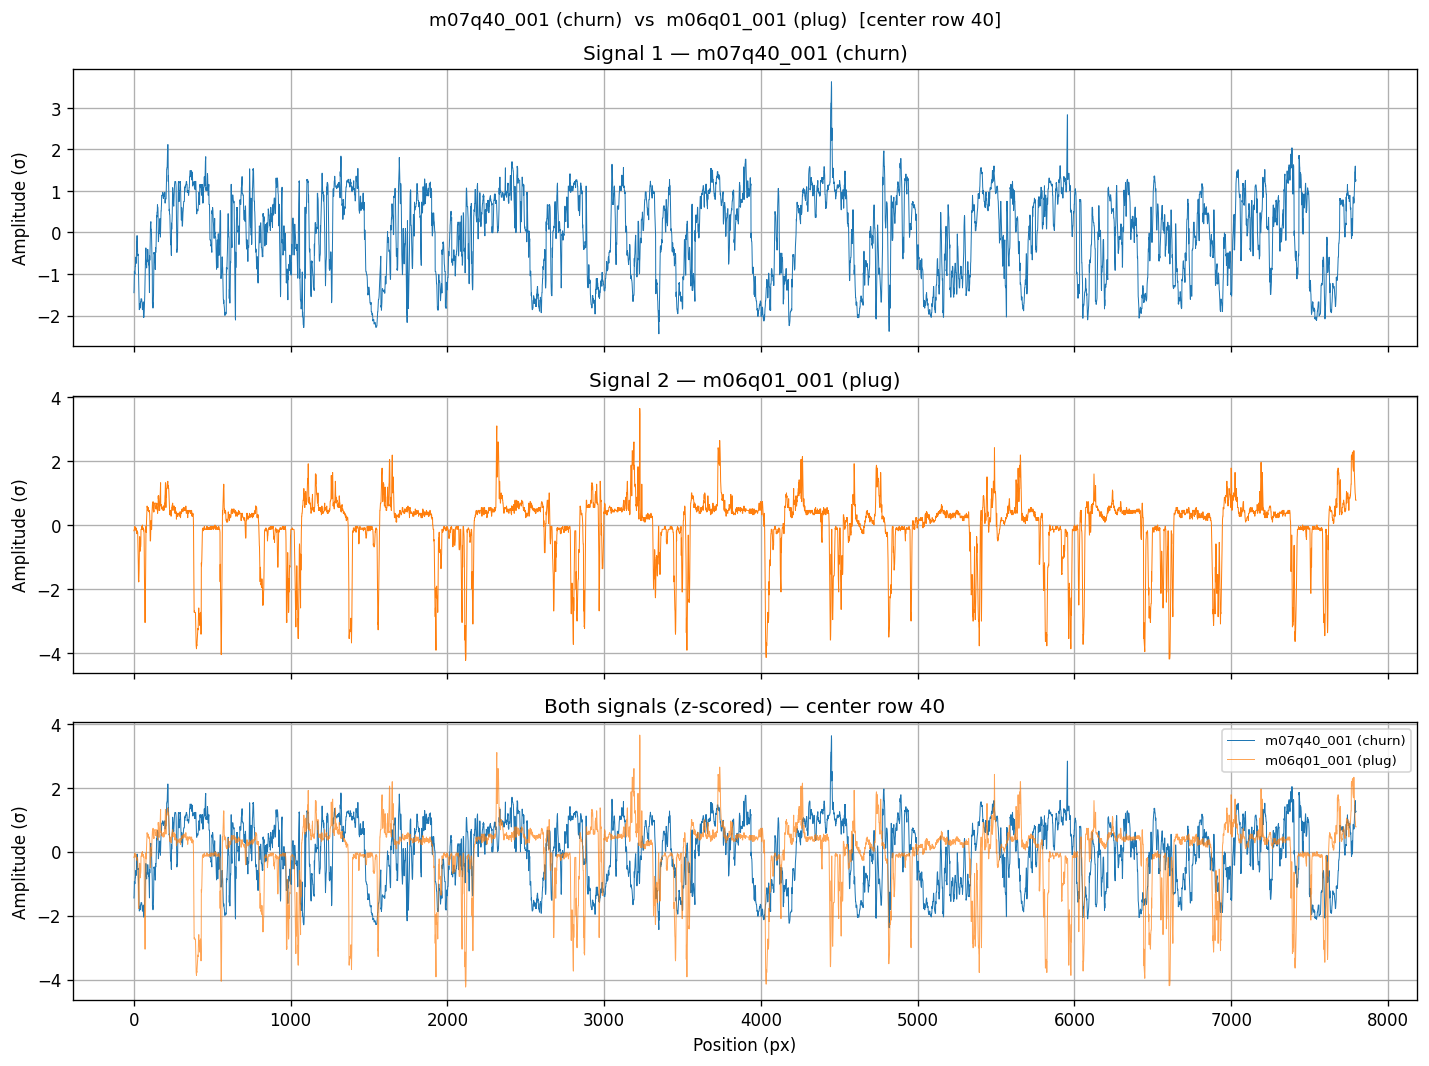 m07q40_001 (churn)  vs  m06q01_001 (plug)  [center row 40]
Signal 1 — m07q40_001 (churn)
Amplitude (σ)
3
2
1
0
−1
−2
Signal 2 — m06q01_001 (plug)
Amplitude (σ)
4
2
0
−2
−4
Both signals (z-scored) — center row 40
Amplitude (σ)
4
2
0
−2
−4
m07q40_001 (churn)
m06q01_001 (plug)
0 1000 2000 3000 4000 5000 6000 7000 8000
Position (px)